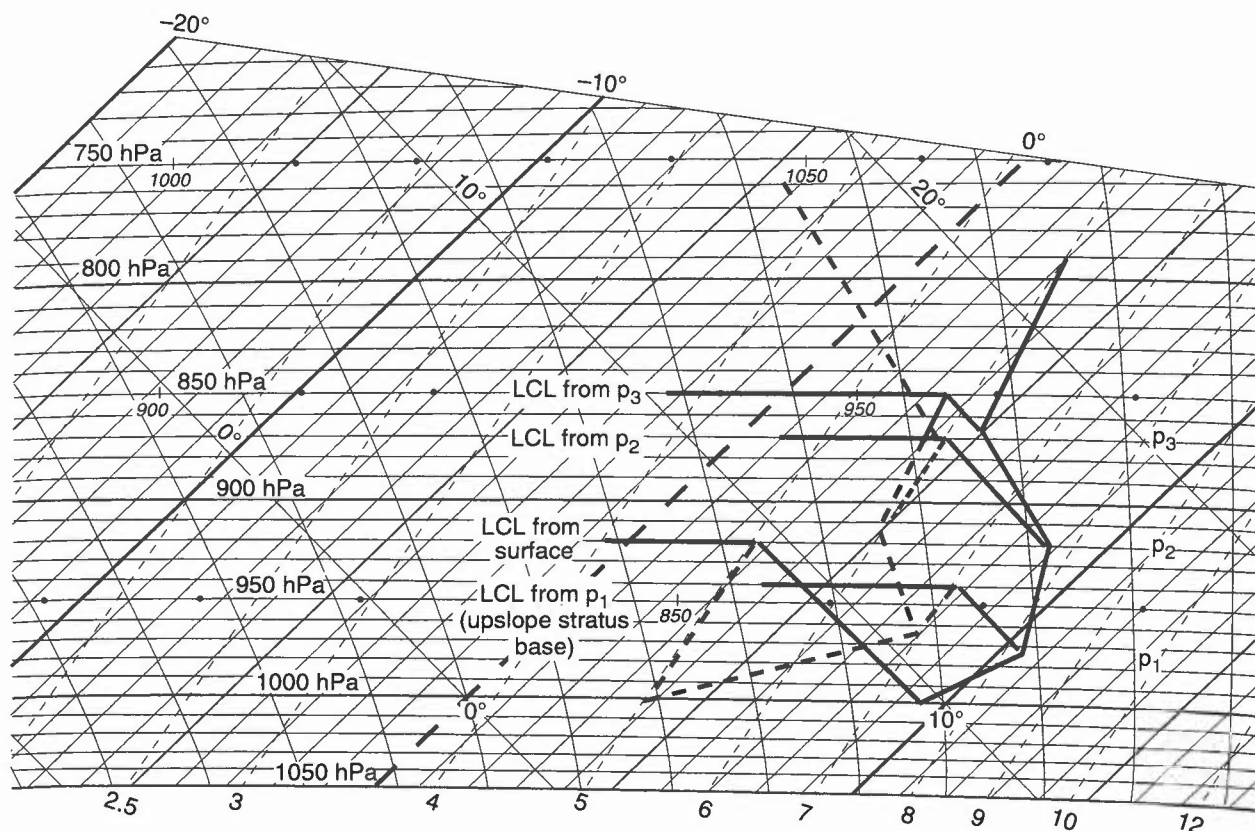 −20°
−10°
0°
750 hPa
1000
10°
1050
20°
800 hPa
850 hPa
900
0°
LCL from p3
950
LCL from p2
p3
900 hPa
LCL from
surface
p2
950 hPa
LCL from p1
(upslope stratus
base)
850
p1
1000 hPa
0°
10°
1050 hPa
2.5
3
4
5
6
7
8
9
10
12